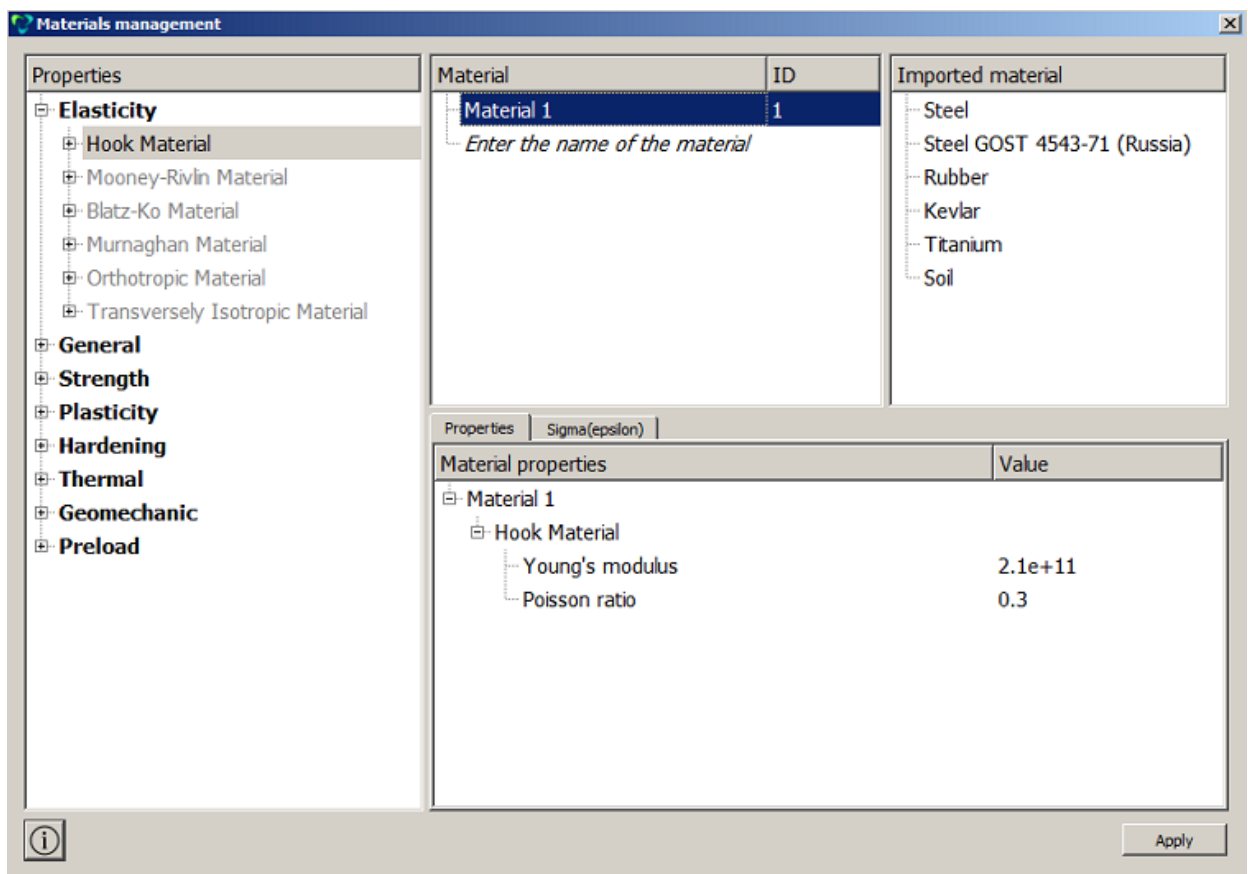 Materials management
Properties
Elasticity
Hook Material
Mooney-Rivlin Material
Blatz-Ko Material
Murnaghan Material
Orthotropic Material
Transversely Isotropic Material
General
Strength
Plasticity
Hardening
Thermal
Geomechanic
Preload
Material ID
Material 1 1
Enter the name of the material
Imported material
Steel
Steel GOST 4543-71 (Russia)
Rubber
Kevlar
Titanium
Soil
Properties Sigma(epsilon)
Material properties Value
Material 1
Hook Material
Young's modulus 2.1e+11
Poisson ratio 0.3
Apply